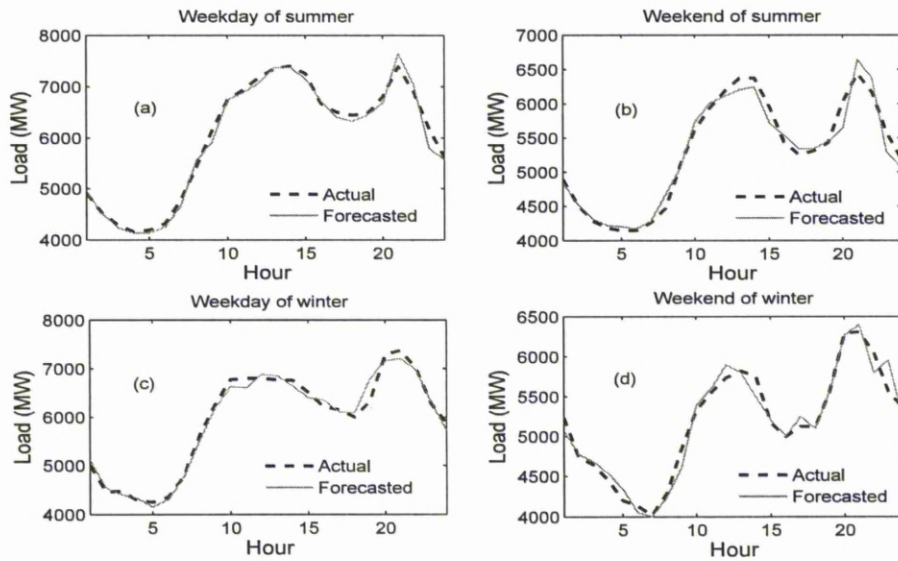 Weekday of summer
8000
7000
6000
5000
4000
Load (MW)
(a)
Actual
Forecasted
5 10 15 20
Hour
Weekend of summer
7000
6500
6000
5500
5000
4500
4000
Load (MW)
(b)
Actual
Forecasted
5 10 15 20
Hour
Weekday of winter
8000
7000
6000
5000
4000
Load (MW)
(c)
Actual
Forecasted
5 10 15 20
Hour
Weekend of winter
6500
6000
5500
5000
4500
4000
Load (MW)
(d)
Actual
Forecasted
5 10 15 20
Hour